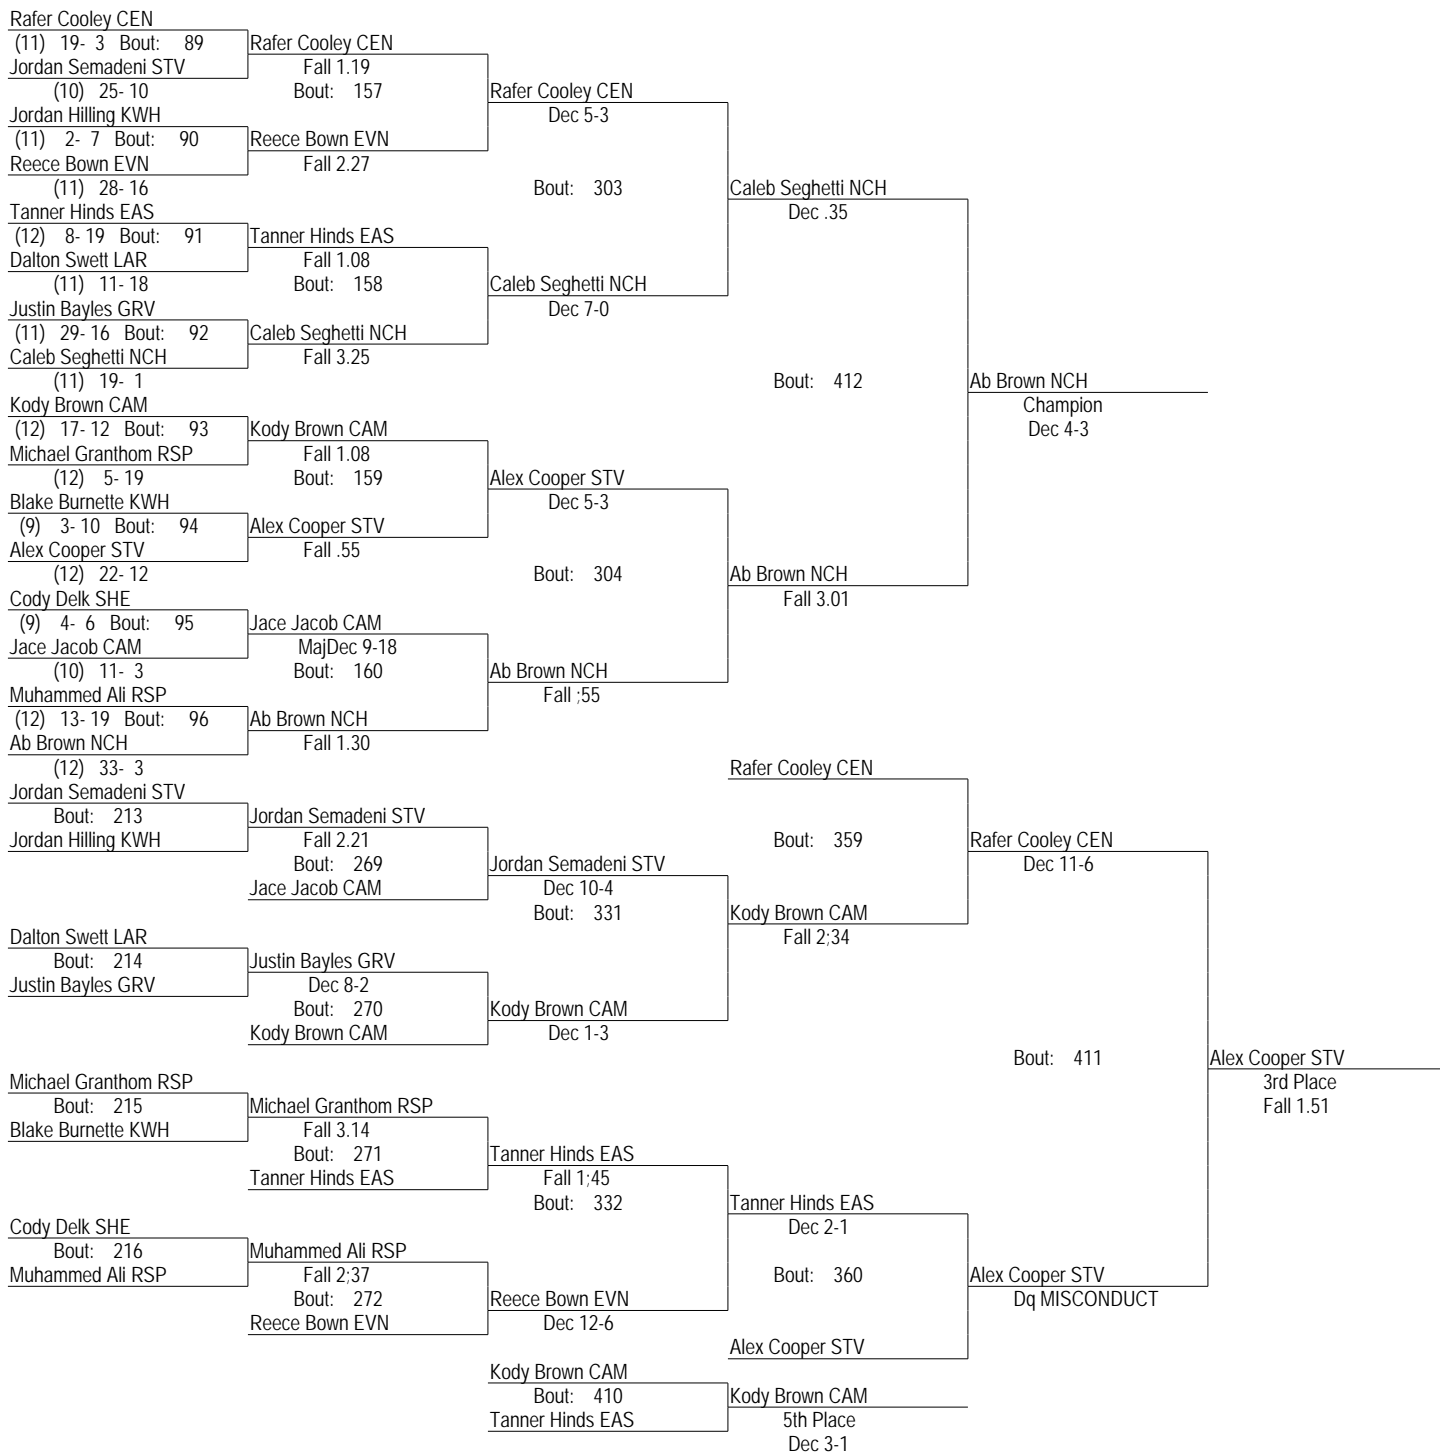 Rafer Cooley CEN
(11) 19- 3 Bout: 89
Rafer Cooley CEN
Jordan Semadeni STV
Fall 1.19
(10) 25- 10
Bout: 157
Rafer Cooley CEN
Jordan Hilling KWH
Dec 5-3
(11) 2- 7 Bout: 90
Reece Bown EVN
Reece Bown EVN
Fall 2.27
(11) 28- 16
Bout: 303
Caleb Seghetti NCH
Tanner Hinds EAS
Dec .35
(12) 8- 19 Bout: 91
Tanner Hinds EAS
Dalton Swett LAR
Fall 1.08
(11) 11- 18
Bout: 158
Caleb Seghetti NCH
Justin Bayles GRV
Dec 7-0
(11) 29- 16 Bout: 92
Caleb Seghetti NCH
Caleb Seghetti NCH
Fall 3.25
(11) 19- 1
Bout: 412
Ab Brown NCH
Kody Brown CAM
Champion
(12) 17- 12 Bout: 93
Kody Brown CAM
Dec 4-3
Michael Granthom RSP
Fall 1.08
(12) 5- 19
Bout: 159
Alex Cooper STV
Blake Burnette KWH
Dec 5-3
(9) 3- 10 Bout: 94
Alex Cooper STV
Alex Cooper STV
Fall .55
(12) 22- 12
Bout: 304
Ab Brown NCH
Cody Delk SHE
Fall 3.01
(9) 4- 6 Bout: 95
Jace Jacob CAM
Jace Jacob CAM
MajDec 9-18
(10) 11- 3
Bout: 160
Ab Brown NCH
Muhammed Ali RSP
Fall ;55
(12) 13- 19 Bout: 96
Ab Brown NCH
Ab Brown NCH
Fall 1.30
(12) 33- 3
Rafer Cooley CEN
Jordan Semadeni STV
Bout: 213
Jordan Semadeni STV
Jordan Hilling KWH
Fall 2.21
Bout: 359
Rafer Cooley CEN
Bout: 269
Jordan Semadeni STV
Dec 11-6
Jace Jacob CAM
Dec 10-4
Bout: 331
Kody Brown CAM
Dalton Swett LAR
Fall 2;34
Bout: 214
Justin Bayles GRV
Justin Bayles GRV
Dec 8-2
Bout: 270
Kody Brown CAM
Kody Brown CAM
Dec 1-3
Bout: 411
Alex Cooper STV
Michael Granthom RSP
3rd Place
Bout: 215
Michael Granthom RSP
Fall 1.51
Blake Burnette KWH
Fall 3.14
Bout: 271
Tanner Hinds EAS
Tanner Hinds EAS
Fall 1;45
Bout: 332
Tanner Hinds EAS
Cody Delk SHE
Dec 2-1
Bout: 216
Muhammed Ali RSP
Muhammed Ali RSP
Fall 2;37
Bout: 360
Alex Cooper STV
Bout: 272
Reece Bown EVN
Dq MISCONDUCT
Reece Bown EVN
Dec 12-6
Alex Cooper STV
Kody Brown CAM
Bout: 410
Kody Brown CAM
Tanner Hinds EAS
5th Place
Dec 3-1